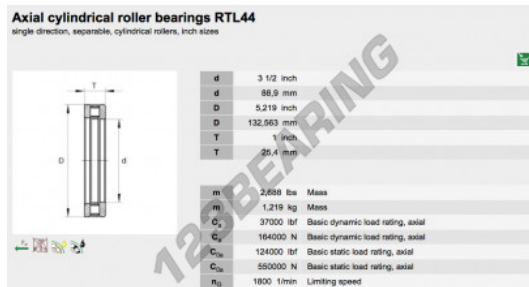 Axial cylindrical roller bearings RTL44
single direction, separable, cylindrical rollers, inch sizes
T
D
d
d 3 1/2 inch
d 88,9 mm
D 5,219 inch
D 132,563 mm
T 1 inch
T 25,4 mm
m 2,688 lbs Mass
m 1,219 kg Mass
Ca 37000 lbf Basic dynamic load rating, axial
Ca 164000 N Basic dynamic load rating, axial
C0a 124000 lbf Basic static load rating, axial
C0a 550000 N Basic static load rating, axial
nG 1800 1/min Limiting speed
123BEARING